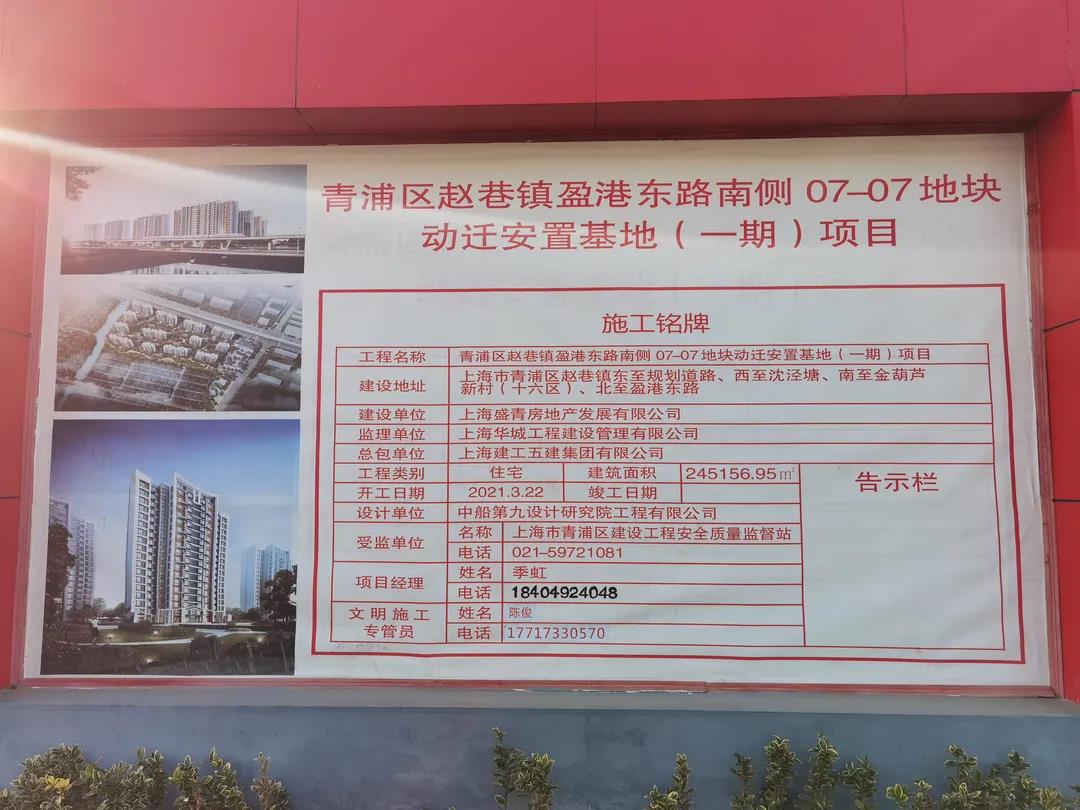 青浦区赵巷镇盈港东路南侧 07-07 地块
动迁安置基地（一期）项目
施工铭牌
工程名称 青浦区赵巷镇盈港东路南侧 07-07 地块动迁安置基地（一期）项目
建设地址 上海市青浦区赵巷镇东至规划道路、西至沈泾塘、南至金葫芦
新村（十六区）、北至盈港东路
建设单位 上海盛青房地产发展有限公司
监理单位 上海华城工程建设管理有限公司
总包单位 上海建工五建集团有限公司
工程类别 住宅 建筑面积 245156.95㎡
开工日期 2021.3.22 竣工日期
设计单位 中船第九设计研究院工程有限公司
受监单位 名称 上海市青浦区建设工程安全质量监督站
电话 021-59721081
项目经理 姓名 季虹
电话 18404924048
文明施工
专管员
姓名 陈俊
电话 17717330570
告示栏